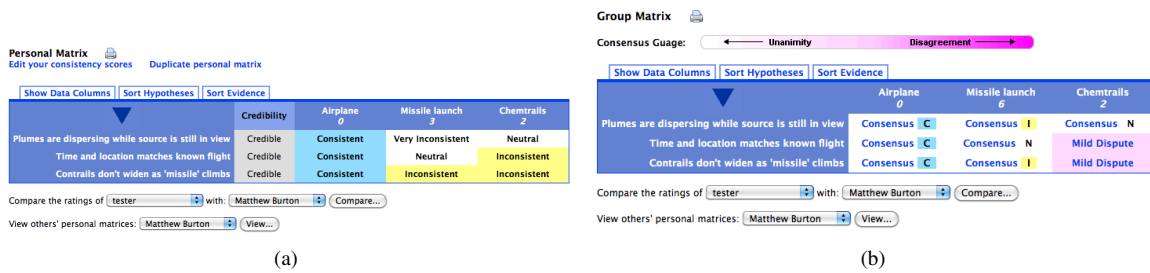 Personal Matrix
Edit your consistency scores Duplicate personal matrix
Show Data Columns Sort Hypotheses Sort Evidence
Credibility Airplane 0 Missile launch 3 Chemtrails 2
Plumes are dispersing while source is still in view Credible Consistent Very Inconsistent Neutral
Time and location matches known flight Credible Consistent Neutral Inconsistent
Contrails don't widen as 'missile' climbs Credible Consistent Inconsistent Inconsistent
Compare the ratings of tester with: Matthew Burton Compare...
View others' personal matrices: Matthew Burton View...
(a)
Group Matrix
Consensus Guage: Unanimity Disagreement
Show Data Columns Sort Hypotheses Sort Evidence
Airplane 0 Missile launch 6 Chemtrails 2
Plumes are dispersing while source is still in view Consensus C Consensus I Consensus N
Time and location matches known flight Consensus C Consensus N Mild Dispute
Contrails don't widen as 'missile' climbs Consensus C Consensus I Mild Dispute
Compare the ratings of tester with: Matthew Burton Compare...
View others' personal matrices: Matthew Burton View...
(b)